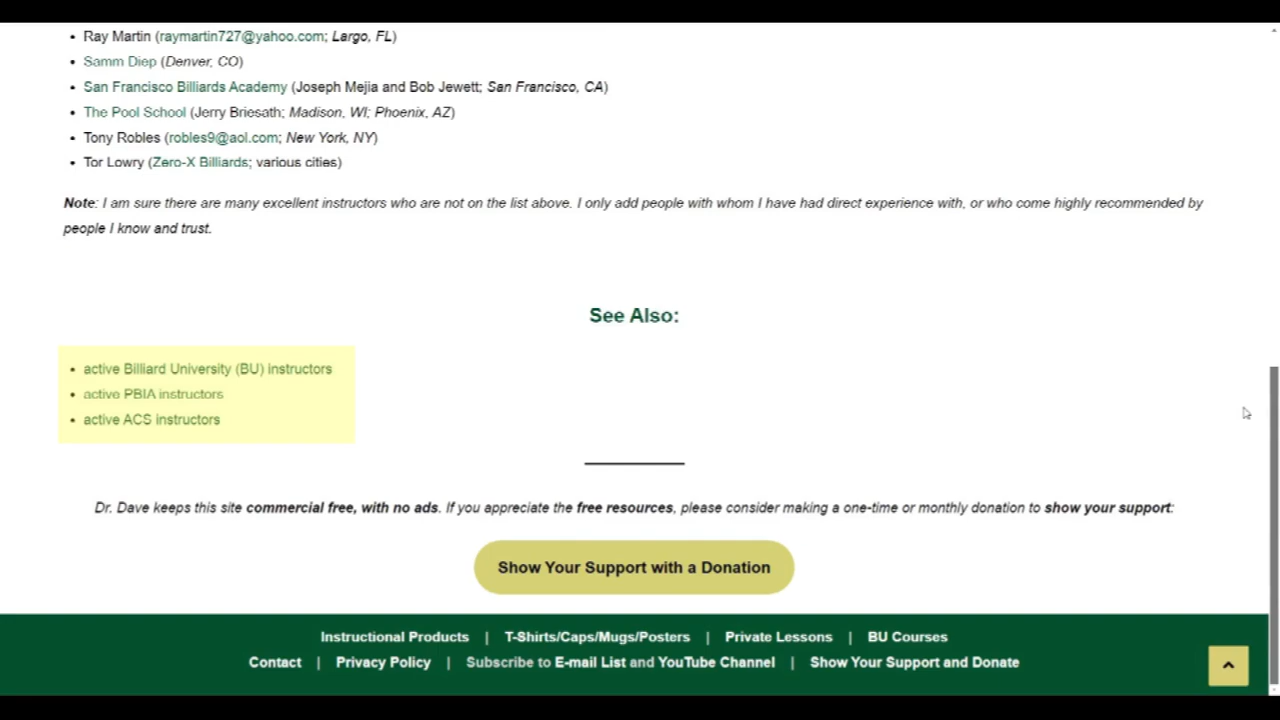 • Ray Martin (raymartin727@yahoo.com; Largo, FL)
• Samm Diep (Denver, CO)
• San Francisco Billiards Academy (Joseph Mejia and Bob Jewett; San Francisco, CA)
• The Pool School (Jerry Briesath; Madison, WI; Phoenix, AZ)
• Tony Robles (robles9@aol.com; New York, NY)
• Tor Lowry (Zero-X Billiards; various cities)
Note: I am sure there are many excellent instructors who are not on the list above. I only add people with whom I have had direct experience with, or who come highly recommended by
people I know and trust.
See Also:
• active Billiard University (BU) instructors
• active PBIA instructors
• active ACS instructors
Dr. Dave keeps this site commercial free, with no ads. If you appreciate the free resources, please consider making a one-time or monthly donation to show your support:
Show Your Support with a Donation
Instructional Products | T-Shirts/Caps/Mugs/Posters | Private Lessons | BU Courses
Contact | Privacy Policy | Subscribe to E-mail List and YouTube Channel | Show Your Support and Donate